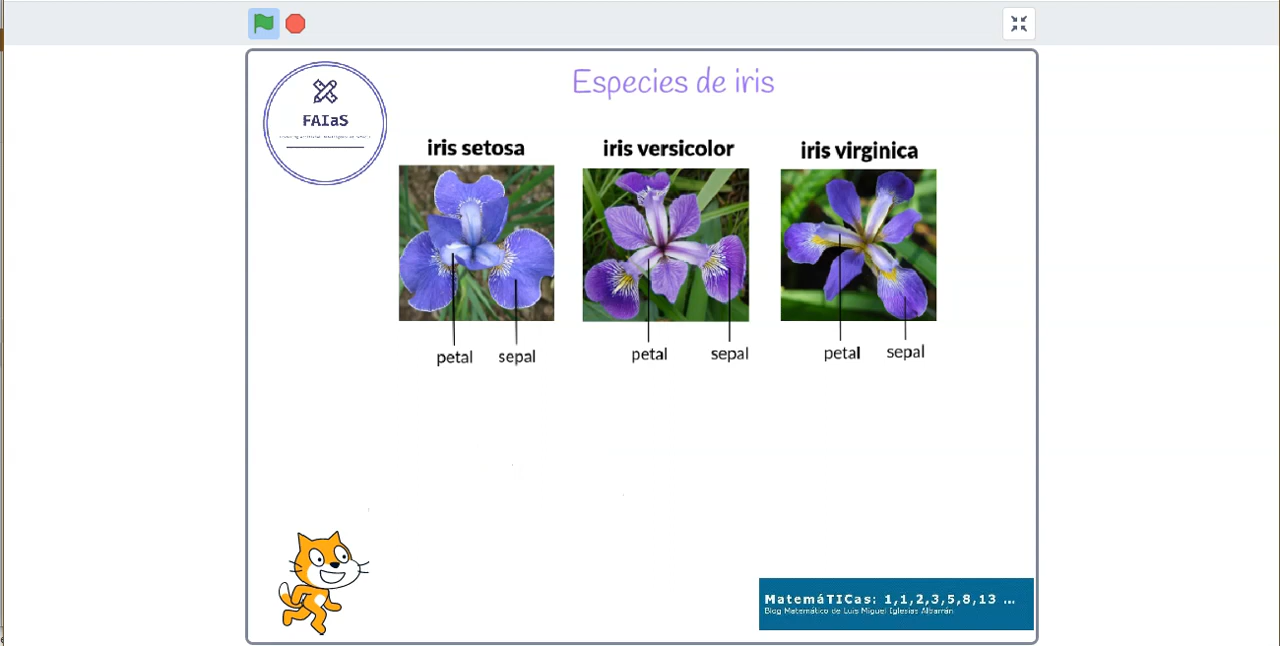 Especies de iris
FAIaS
iris setosa
iris versicolor
iris virginica
petal
sepal
petal
sepal
petal
sepal
MatemáTICas: 1,1,2,3,5,8,13 ...
Blog Matemático de Luis Miguel Iglesias Albarrán